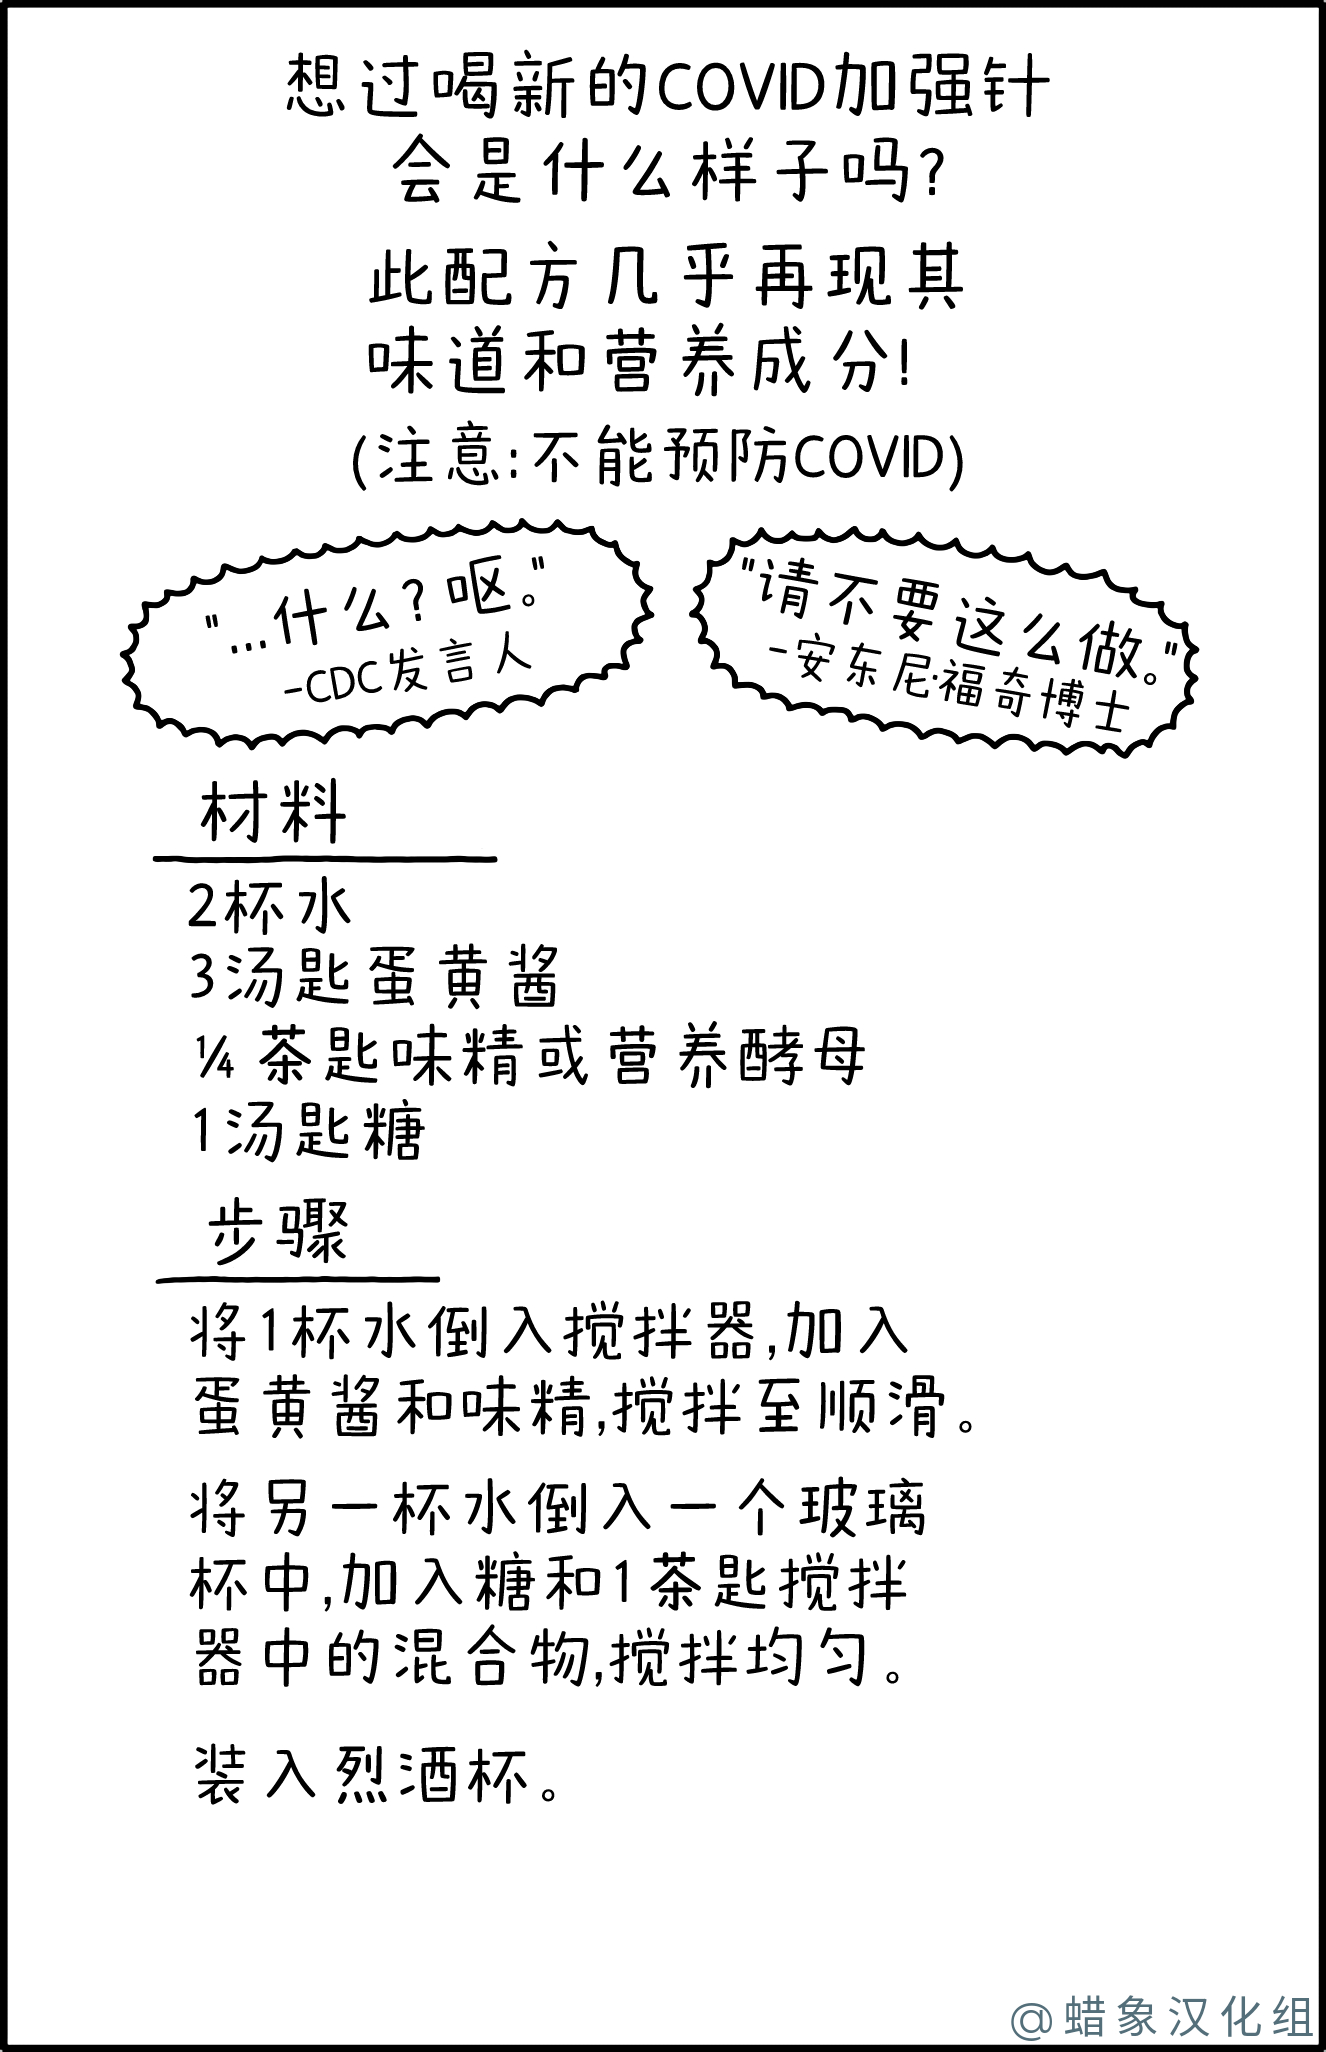 想过喝新的COVID加强针
会是什么样子吗?
此配方几乎再现其
味道和营养成分!
(注意:不能预防COVID)
"...什么?呕。"
-CDC发言人
"请不要这么做。"
-安东尼·福奇博士
材料
2杯水
3汤匙蛋黄酱
¼茶匙味精或营养酵母
1汤匙糖
步骤
将1杯水倒入搅拌器,加入
蛋黄酱和味精,搅拌至顺滑。
将另一杯水倒入一个玻璃
杯中,加入糖和1茶匙搅拌
器中的混合物,搅拌均匀。
装入烈酒杯。
@蜡象汉化组